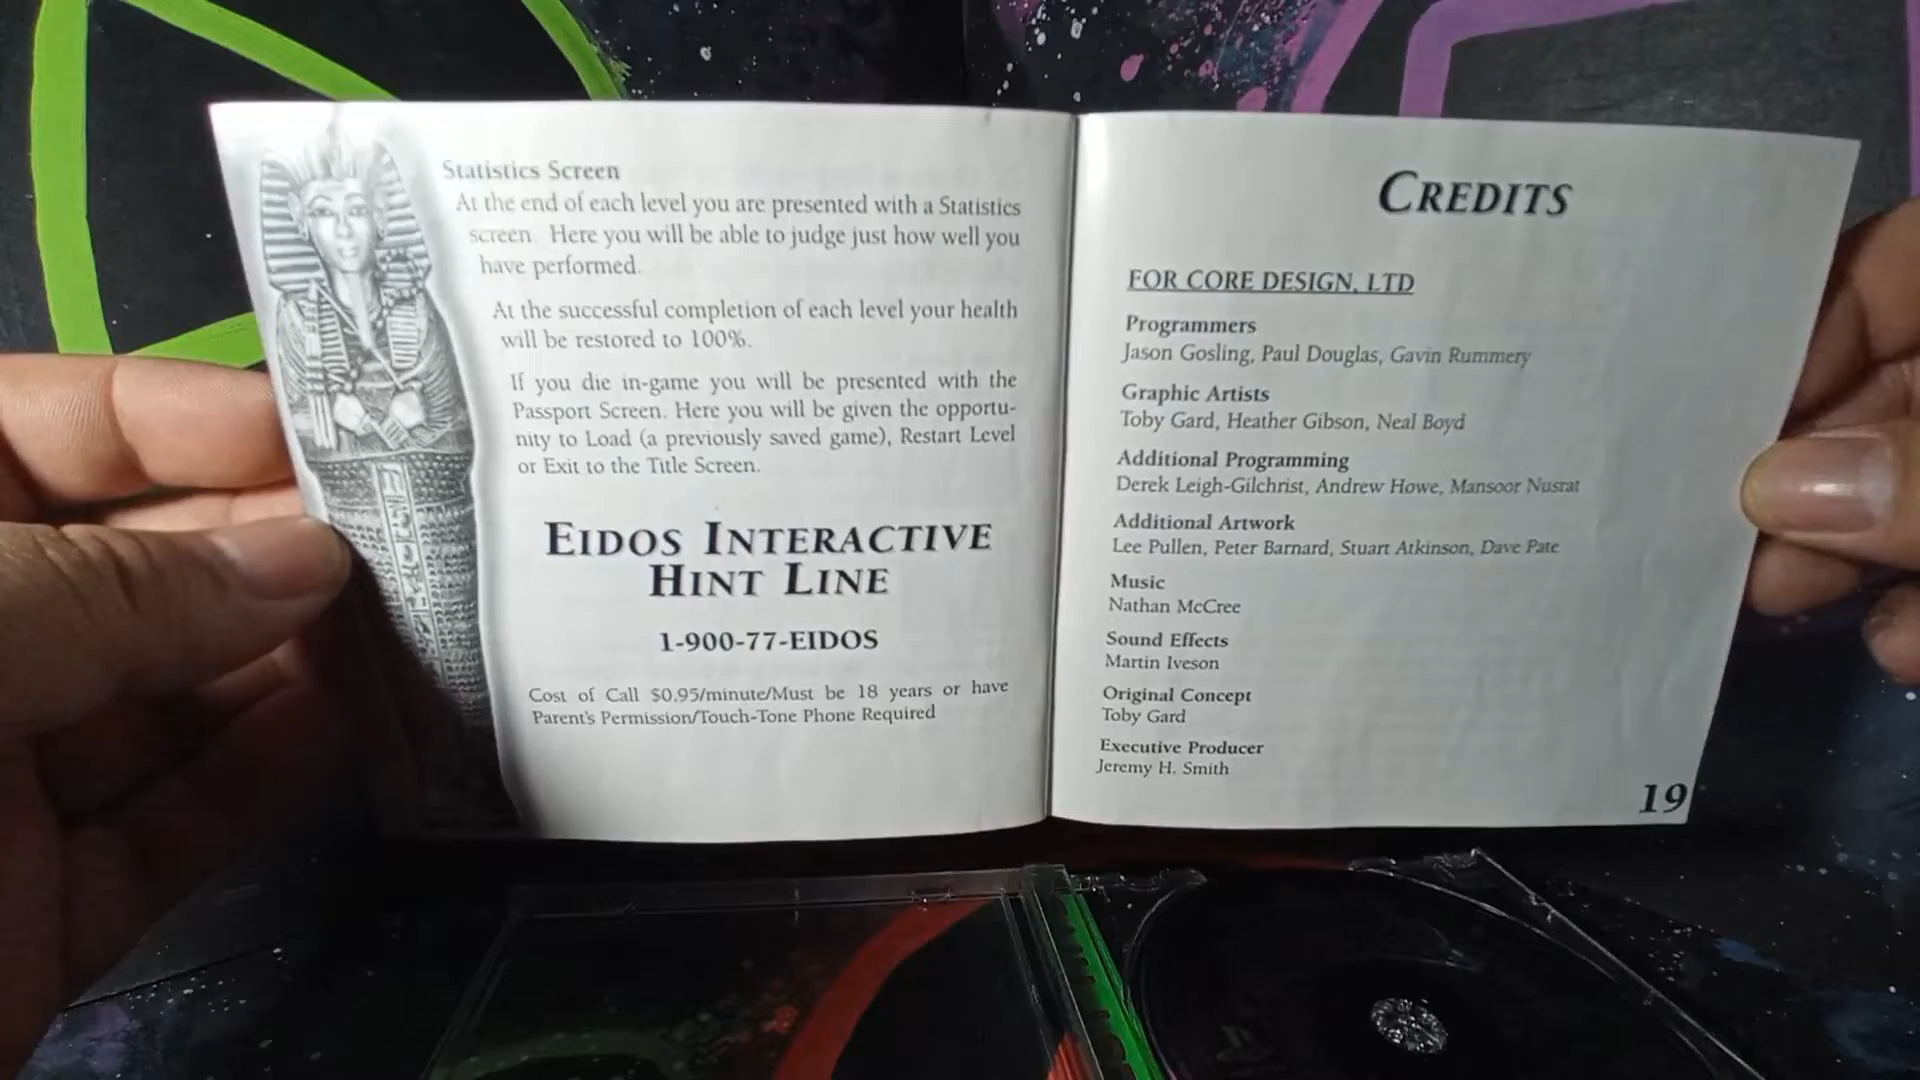 Statistics Screen
At the end of each level you are presented with a Statistics
screen. Here you will be able to judge just how well you
have performed.
At the successful completion of each level your health
will be restored to 100%.
If you die in-game you will be presented with the
Passport Screen. Here you will be given the opportu-
nity to Load (a previously saved game), Restart Level
or Exit to the Title Screen.
EIDOS INTERACTIVE
HINT LINE
1-900-77-EIDOS
Cost of Call $0.95/minute/Must be 18 years or have
Parent's Permission/Touch-Tone Phone Required
CREDITS
FOR CORE DESIGN, LTD
Programmers
Jason Gosling, Paul Douglas, Gavin Rummery
Graphic Artists
Toby Gard, Heather Gibson, Neal Boyd
Additional Programming
Derek Leigh-Gilchrist, Andrew Howe, Mansoor Nusrat
Additional Artwork
Lee Pullen, Peter Barnard, Stuart Atkinson, Dave Pate
Music
Nathan McCree
Sound Effects
Martin Iveson
Original Concept
Toby Gard
Executive Producer
Jeremy H. Smith
19